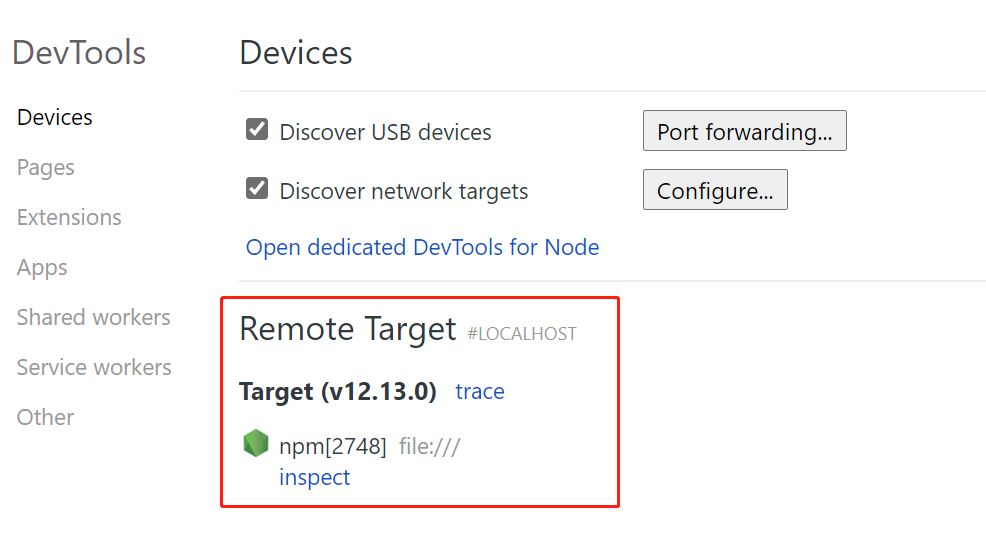 DevTools
Devices
Pages
Extensions
Apps
Shared workers
Service workers
Other
Devices
Discover USB devices
Port forwarding...
Discover network targets
Configure...
Open dedicated DevTools for Node
Remote Target #LOCALHOST
Target (v12.13.0) trace
npm[2748] file:///
inspect